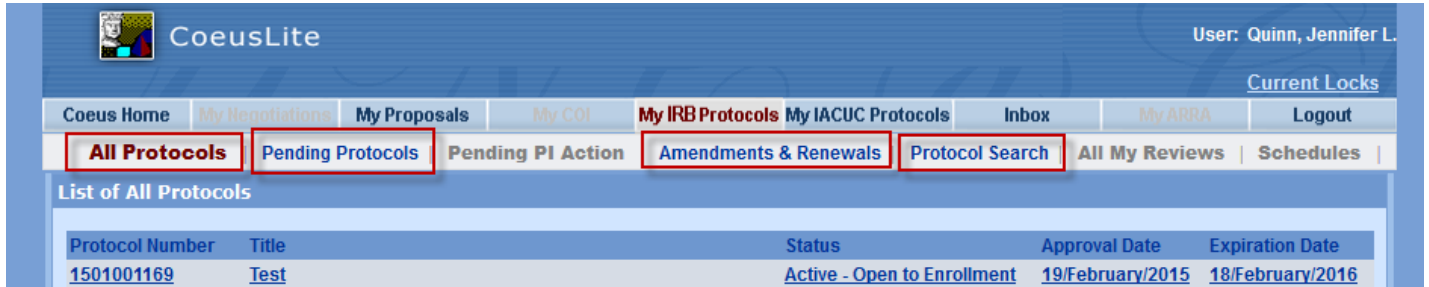 CoeusLite
User: Quinn, Jennifer L.
Current Locks
Coeus Home My Negotiations My Proposals My COI My IRB Protocols My IACUC Protocols Inbox My ARRA Logout
All Protocols | Pending Protocols | Pending PI Action Amendments & Renewals | Protocol Search | All My Reviews | Schedules |
List of All Protocols
Protocol Number Title Status Approval Date Expiration Date
1501001169 Test Active - Open to Enrollment 19/February/2015 18/February/2016